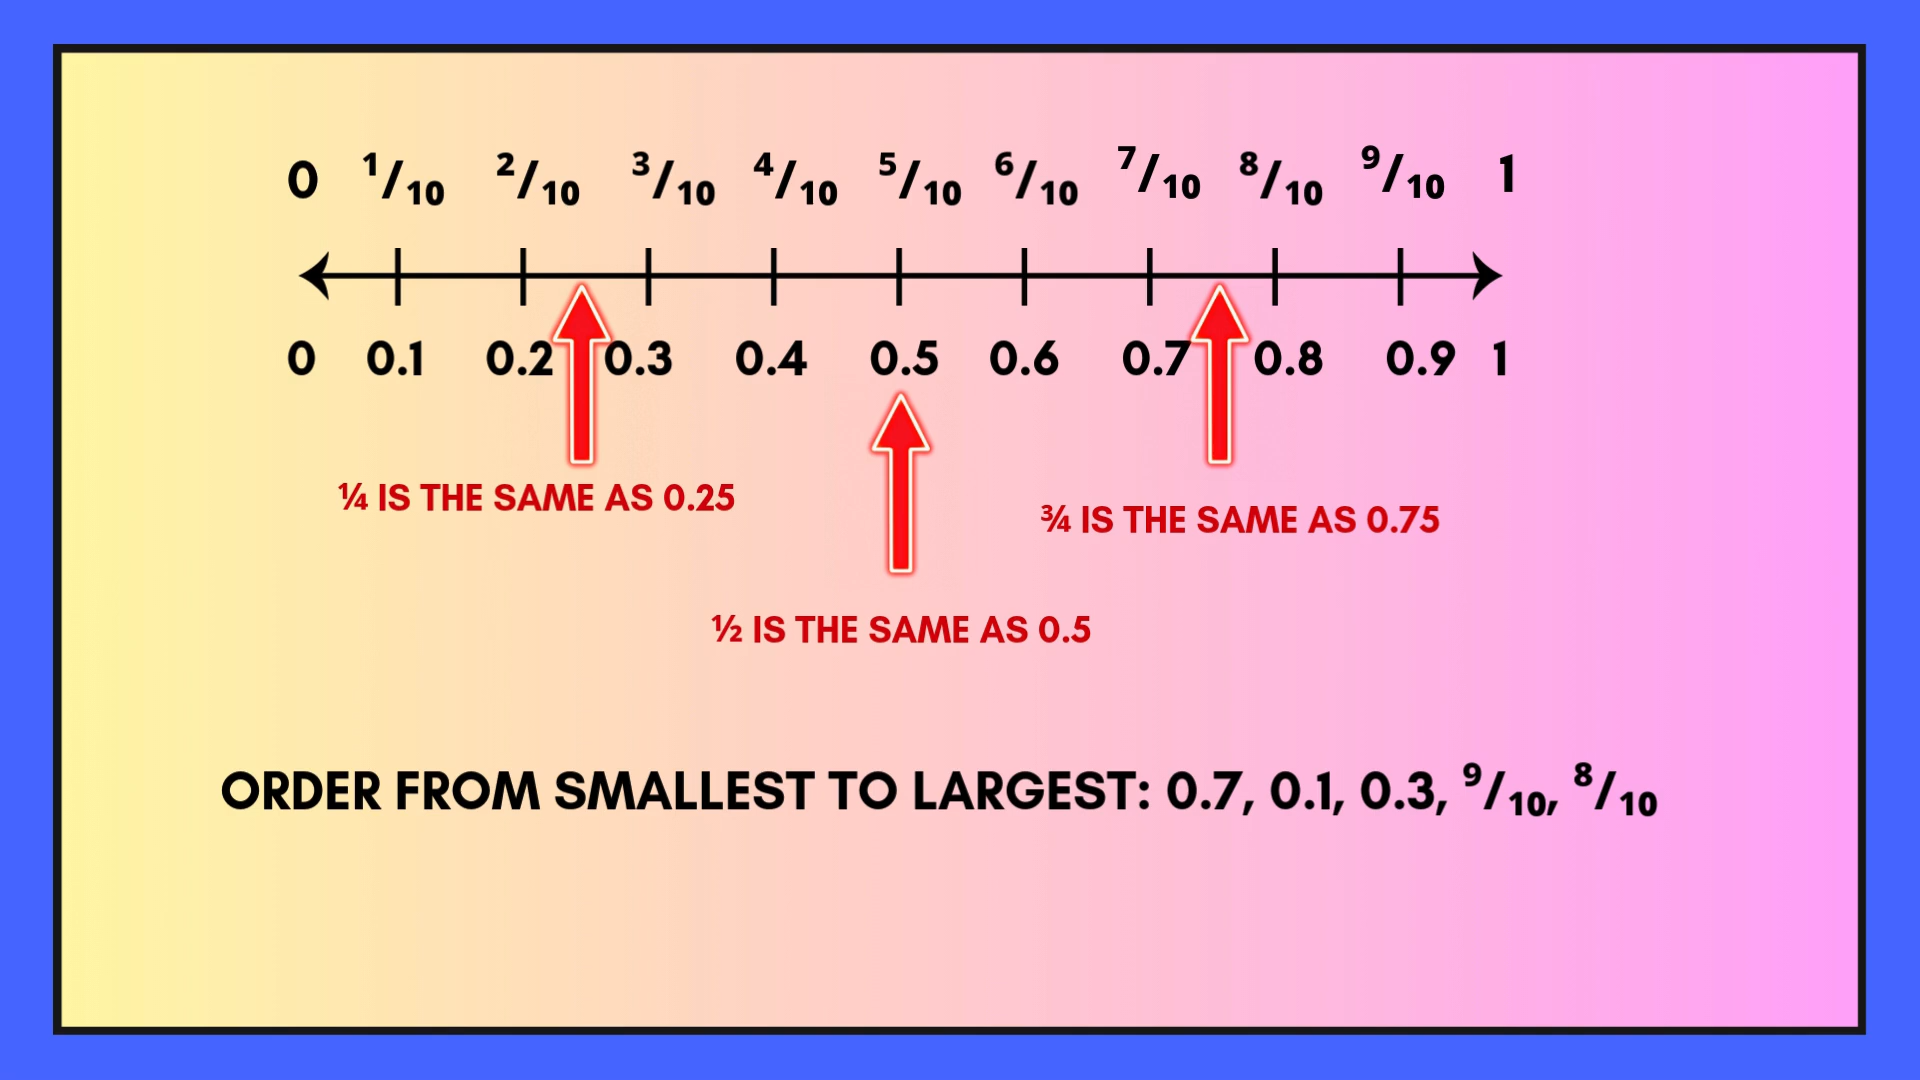 0 1/10 2/10 3/10 4/10 5/10 6/10 7/10 8/10 9/10 1
0 0.1 0.2 0.3 0.4 0.5 0.6 0.7 0.8 0.9 1
¼ IS THE SAME AS 0.25
¾ IS THE SAME AS 0.75
½ IS THE SAME AS 0.5
ORDER FROM SMALLEST TO LARGEST: 0.7, 0.1, 0.3, 9/10, 8/10